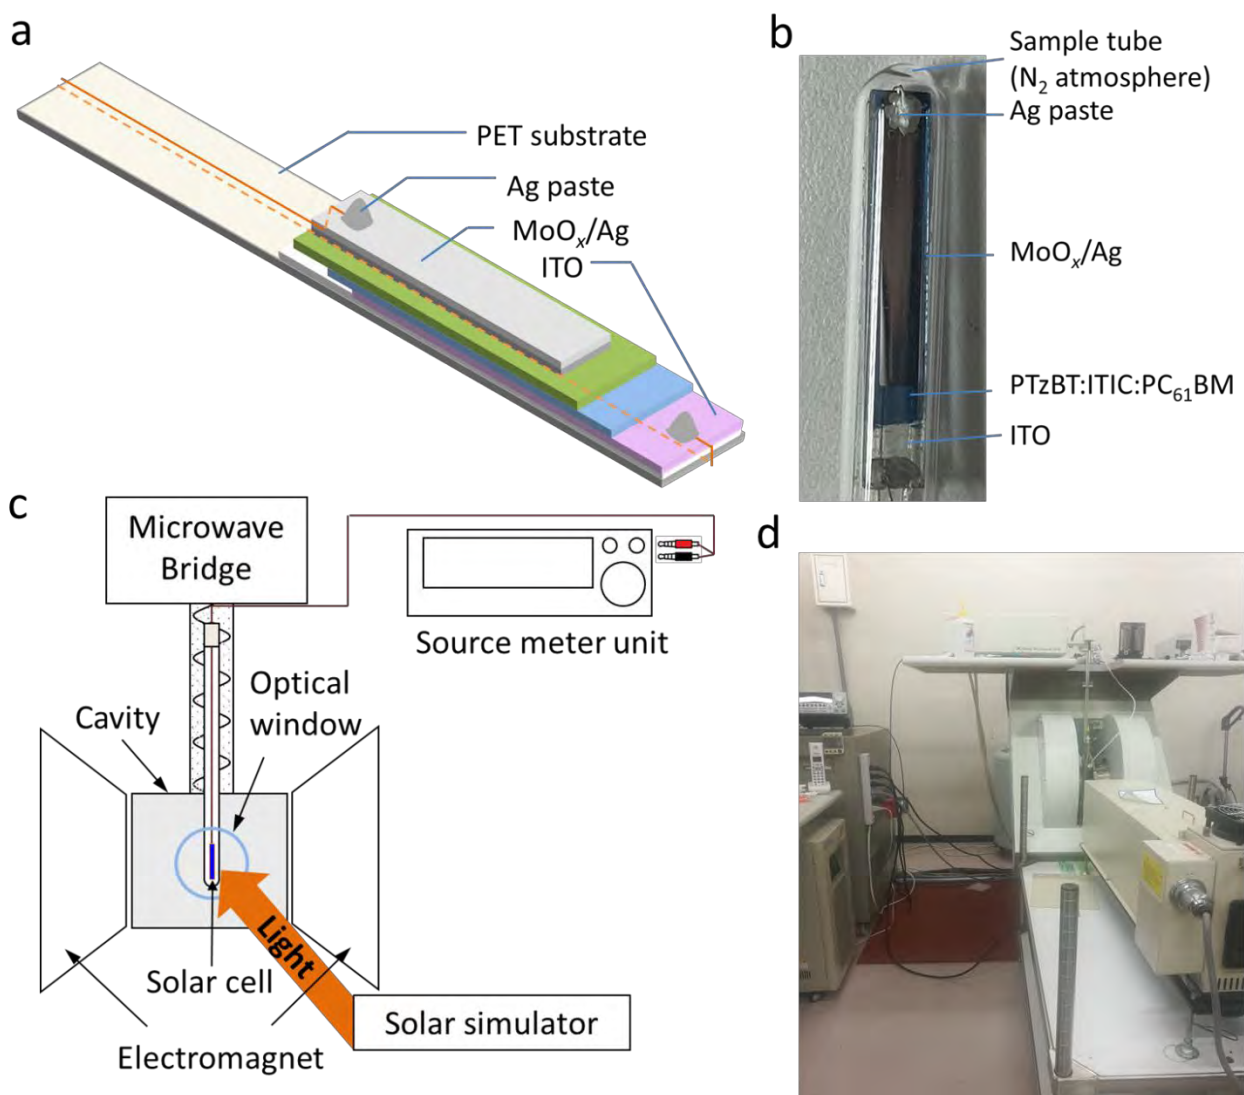 a
PET substrate
Ag paste
MoOₓ/Ag
ITO
b
Sample tube
(N₂ atmosphere)
Ag paste
MoOₓ/Ag
PTzBT:ITIC:PC₆₁BM
ITO
c
Microwave
Bridge
Source meter unit
Optical
window
Cavity
Light
Solar cell
Solar simulator
Electromagnet
d